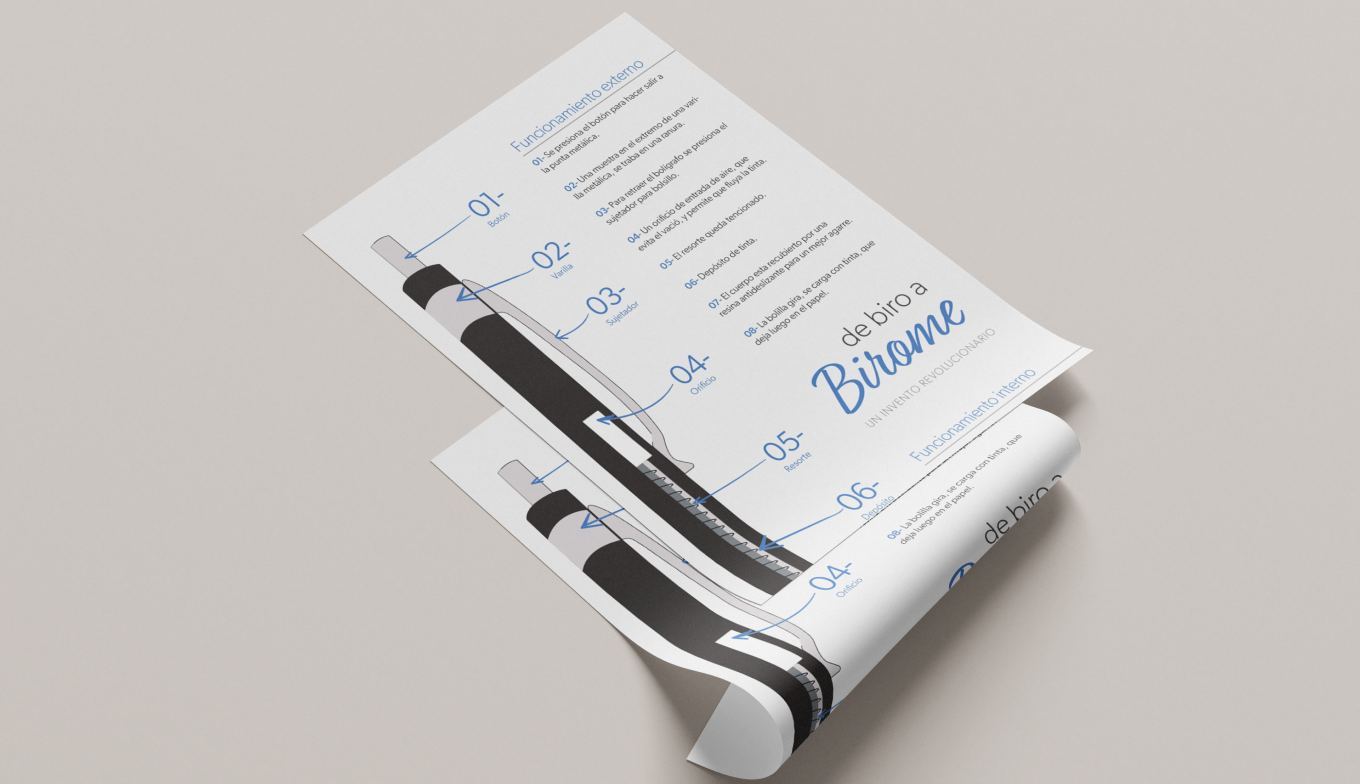 Funcionamiento externo
01- Se presiona el botón para hacer salir a
la punta metálica.
02- Una muestra en el extremo de una vari-
lla metálica, se traba en una ranura.
03- Para retraer el bolígrafo se presiona el
sujetador para bolsillo.
04- Un orificio de entrada de aire, que
evita el vació, y permite que fluya la tinta.
05- El resorte queda tencionado.
06- Depósito de tinta.
07- El cuerpo esta recubierto por una
resina antideslizante para un mejor agarre.
08- La bolilla gira, se carga con tinta, que
deja luego en el papel.
01-
Botón
02-
Varilla
03-
Sujetador
04-
Orificio
05-
Resorte
06-
Depósito
de biro a
Birome
UN INVENTO REVOLUCIONARIO
Funcionamiento interno
08- La bolilla gira, se carga con tinta, que
deja luego en el papel.
de biro a
04-
Orificio